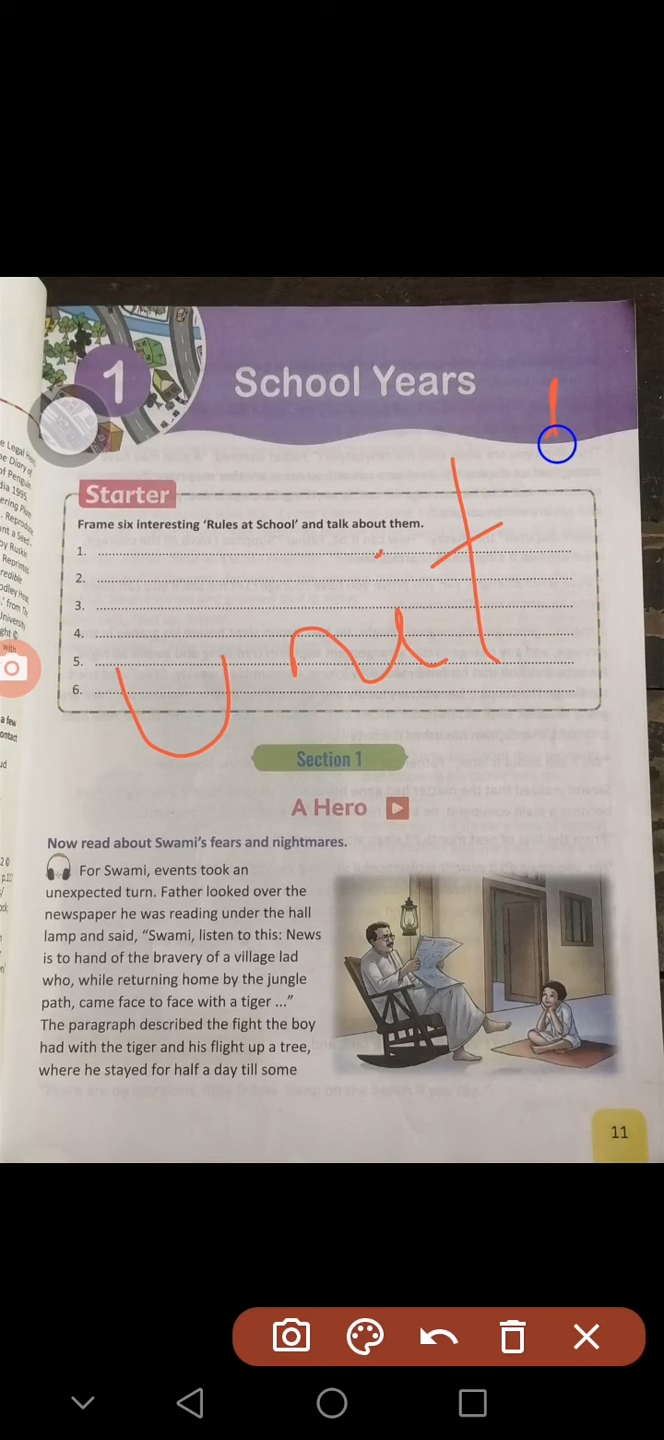 1
School Years
Starter
Frame six interesting ‘Rules at School’ and talk about them.
1.
2.
3.
4.
5.
6.
unit
Section 1
A Hero
Now read about Swami’s fears and nightmares.
For Swami, events took an
unexpected turn. Father looked over the
newspaper he was reading under the hall
lamp and said, “Swami, listen to this: News
is to hand of the bravery of a village lad
who, while returning home by the jungle
path, came face to face with a tiger ...”
The paragraph described the fight the boy
had with the tiger and his flight up a tree,
where he stayed for half a day till some
11